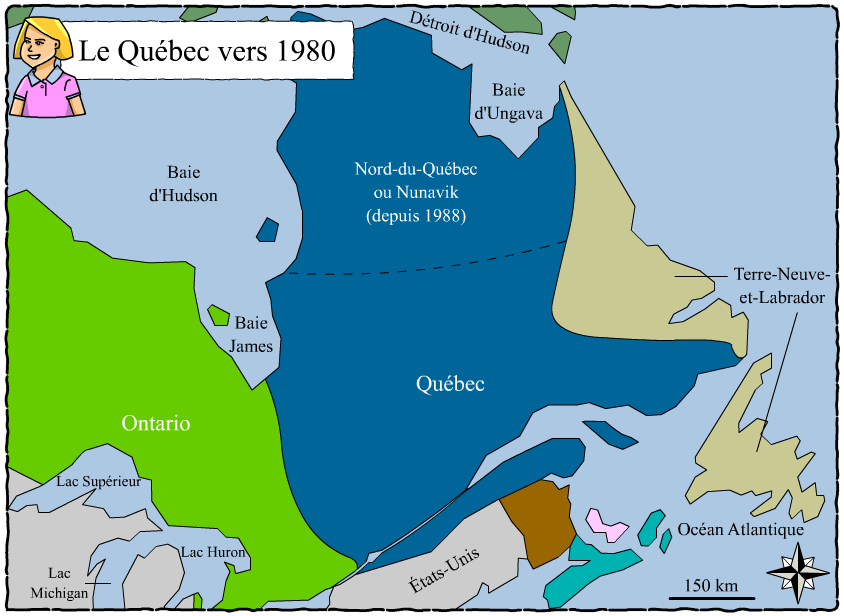 Le Québec vers 1980
Détroit d'Hudson
Baie
d'Ungava
Baie
d'Hudson
Nord-du-Québec
ou Nunavik
(depuis 1988)
Terre-Neuve-
et-Labrador
Baie
James
Québec
Ontario
Lac Supérieur
Lac Huron
Lac
Michigan
États-Unis
Océan Atlantique
150 km